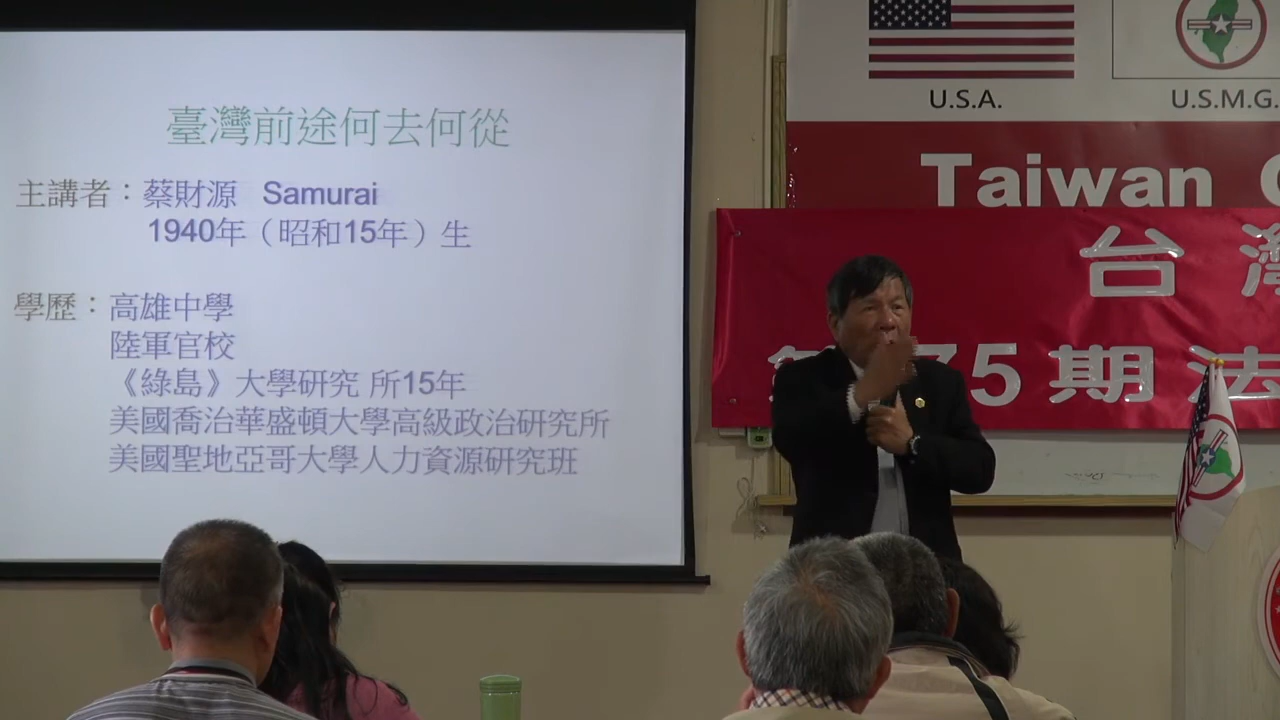 臺灣前途何去何從
主講者：蔡財源 Samurai
1940年（昭和15年）生
學歷：高雄中學
陸軍官校
《綠島》大學研究 所15年
美國喬治華盛頓大學高級政治研究所
美國聖地亞哥大學人力資源研究班
U.S.A.
U.S.M.G.
Taiwan
台灣
75期法